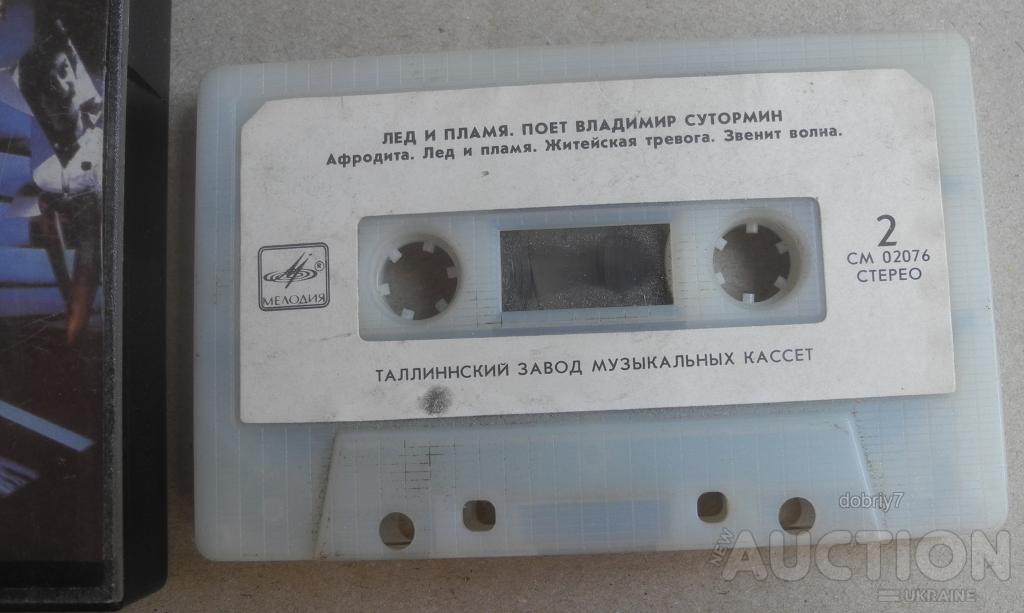 ЛЕД И ПЛАМЯ. ПОЕТ ВЛАДИМИР СУТОРМИН
Афродита. Лед и пламя. Житейская тревога. Звенит волна.
®
МЕЛОДИЯ
2
СМ 02076
СТЕРЕО
ТАЛЛИННСКИЙ ЗАВОД МУЗЫКАЛЬНЫХ КАССЕТ
dobriy7
NEW AUCTION
UKRAINE